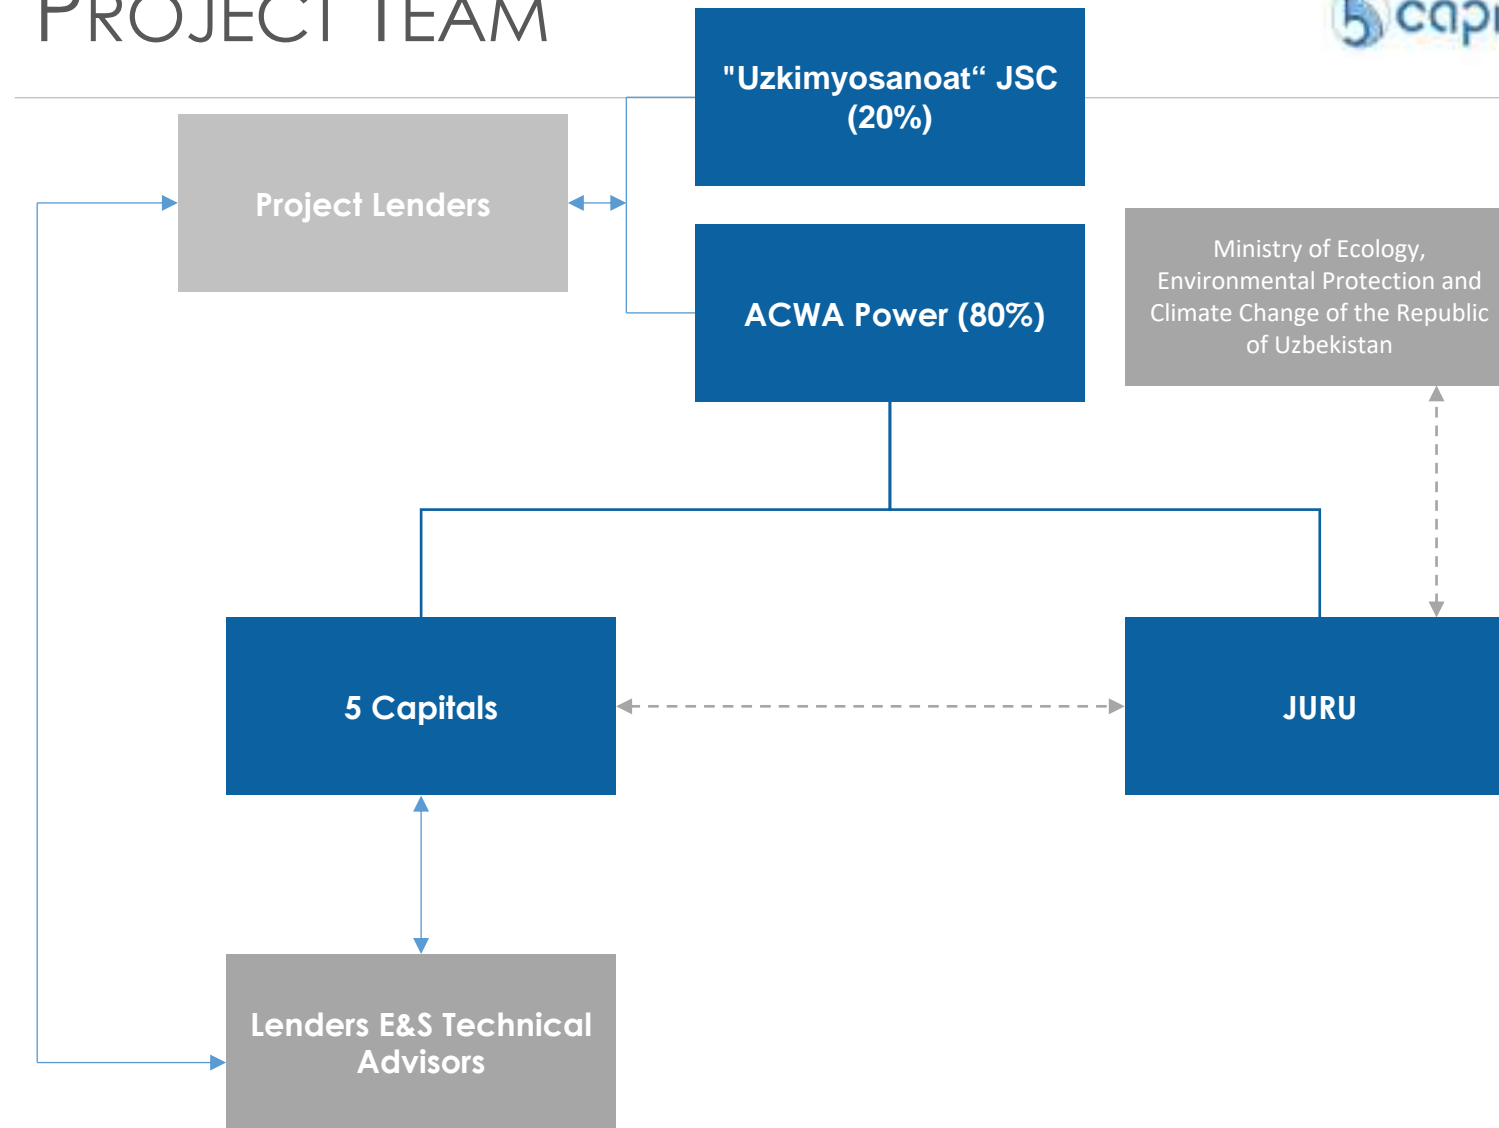 PROJECT TEAM
"Uzkimyosanoat“ JSC
(20%)
Project Lenders
ACWA Power (80%)
Ministry of Ecology,
Environmental Protection and
Climate Change of the Republic
of Uzbekistan
5 Capitals
JURU
Lenders E&S Technical
Advisors